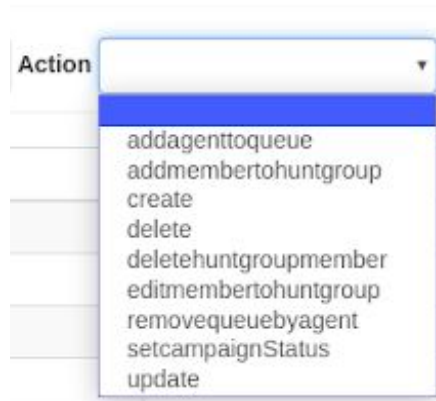 Action
addagenttoqueue
addmembertohuntgroup
create
delete
deletehuntgroupmember
editmembertohuntgroup
removequeuebyagent
setcampaignStatus
update